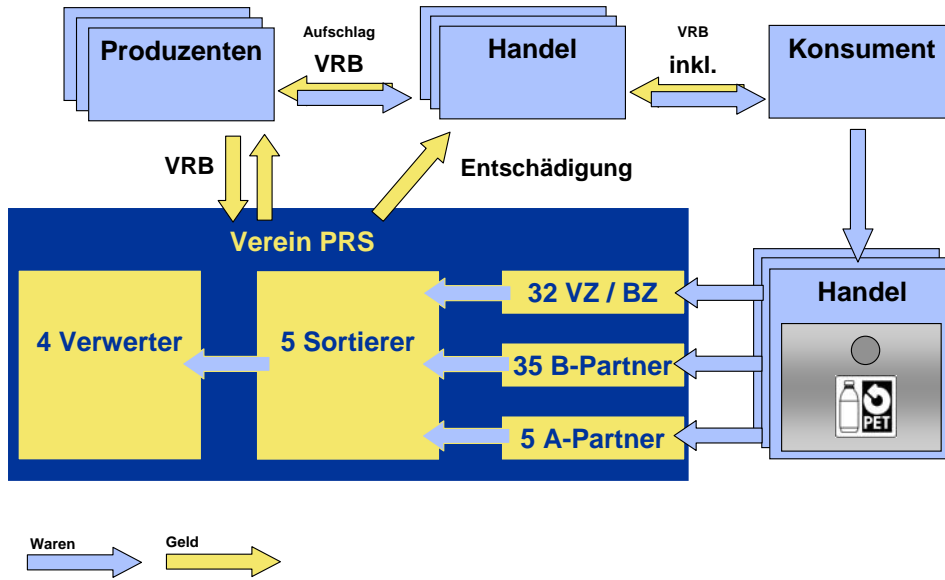 Produzenten
Aufschlag
VRB
Handel
VRB
inkl.
Konsument
VRB
Entschädigung
Verein PRS
4 Verwerter
5 Sortierer
32 VZ / BZ
35 B-Partner
5 A-Partner
Handel
PET
Waren
Geld